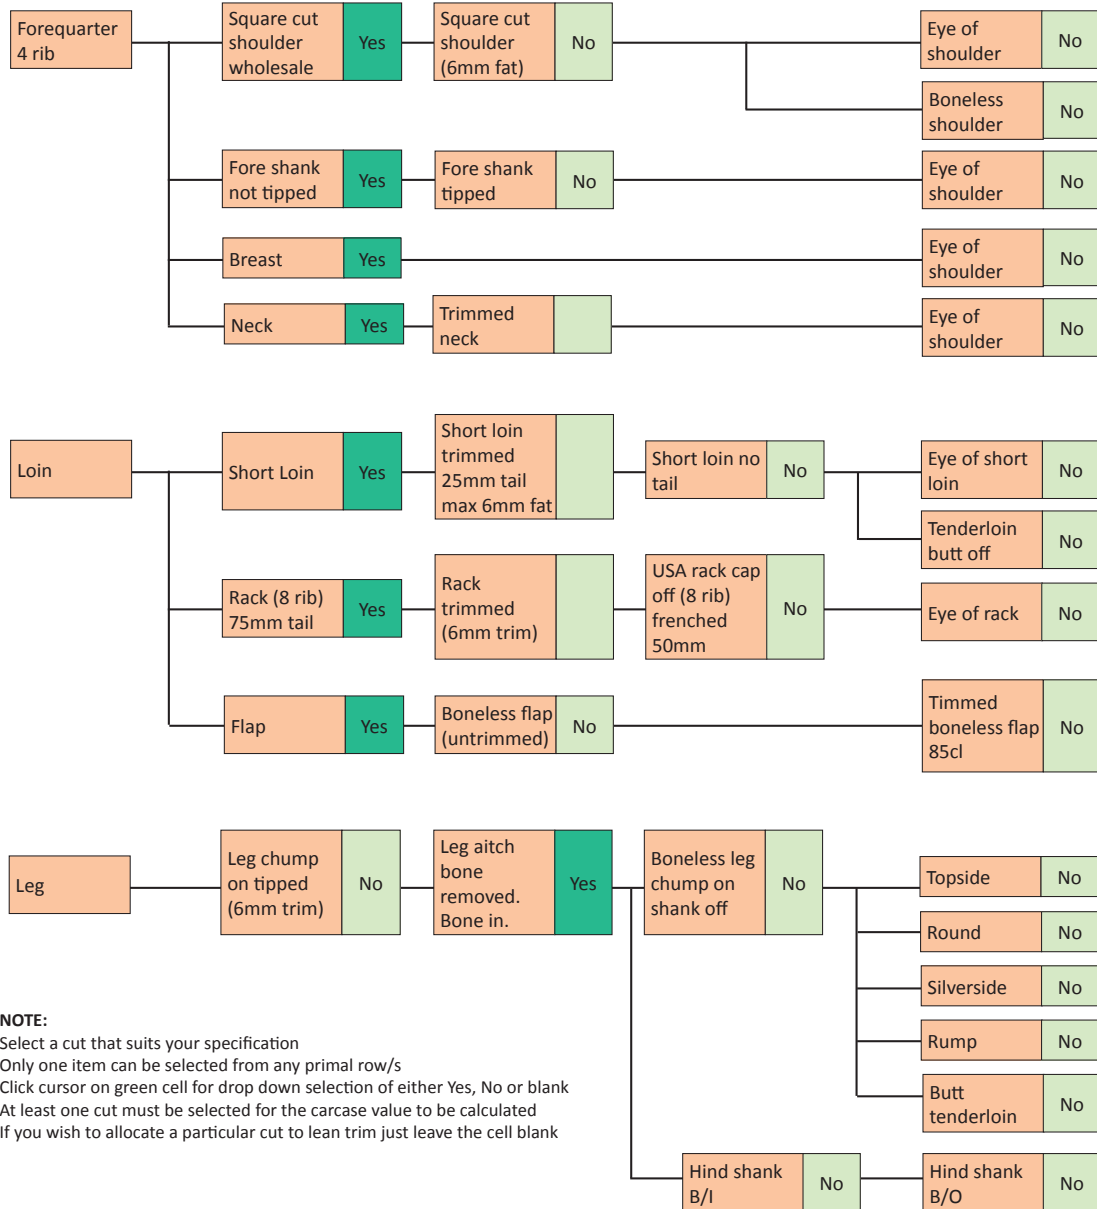 Forequarter
4 rib
Square cut
shoulder
wholesale
Yes
Square cut
shoulder
(6mm fat)
No
Eye of
shoulder
No
Boneless
shoulder
No
Fore shank
not tipped
Yes
Fore shank
tipped
No
Eye of
shoulder
No
Breast
Yes
Eye of
shoulder
No
Neck
Yes
Trimmed
neck
Eye of
shoulder
No
Loin
Short Loin
Yes
Short loin
trimmed
25mm tail
max 6mm fat
Short loin no
tail
No
Eye of short
loin
No
Tenderloin
butt off
No
Rack (8 rib)
75mm tail
Yes
Rack
trimmed
(6mm trim)
USA rack cap
off (8 rib)
frenched
50mm
No
Eye of rack
No
Flap
Yes
Boneless flap
(untrimmed)
No
Timmed
boneless flap
85cl
No
Leg
Leg chump
on tipped
(6mm trim)
No
Leg aitch
bone
removed.
Bone in.
Yes
Boneless leg
chump on
shank off
No
Topside
No
Round
No
Silverside
No
Rump
No
Butt
tenderloin
No
Hind shank
B/I
No
Hind shank
B/O
No
NOTE:
Select a cut that suits your specification
Only one item can be selected from any primal row/s
Click cursor on green cell for drop down selection of either Yes, No or blank
At least one cut must be selected for the carcase value to be calculated
If you wish to allocate a particular cut to lean trim just leave the cell blank